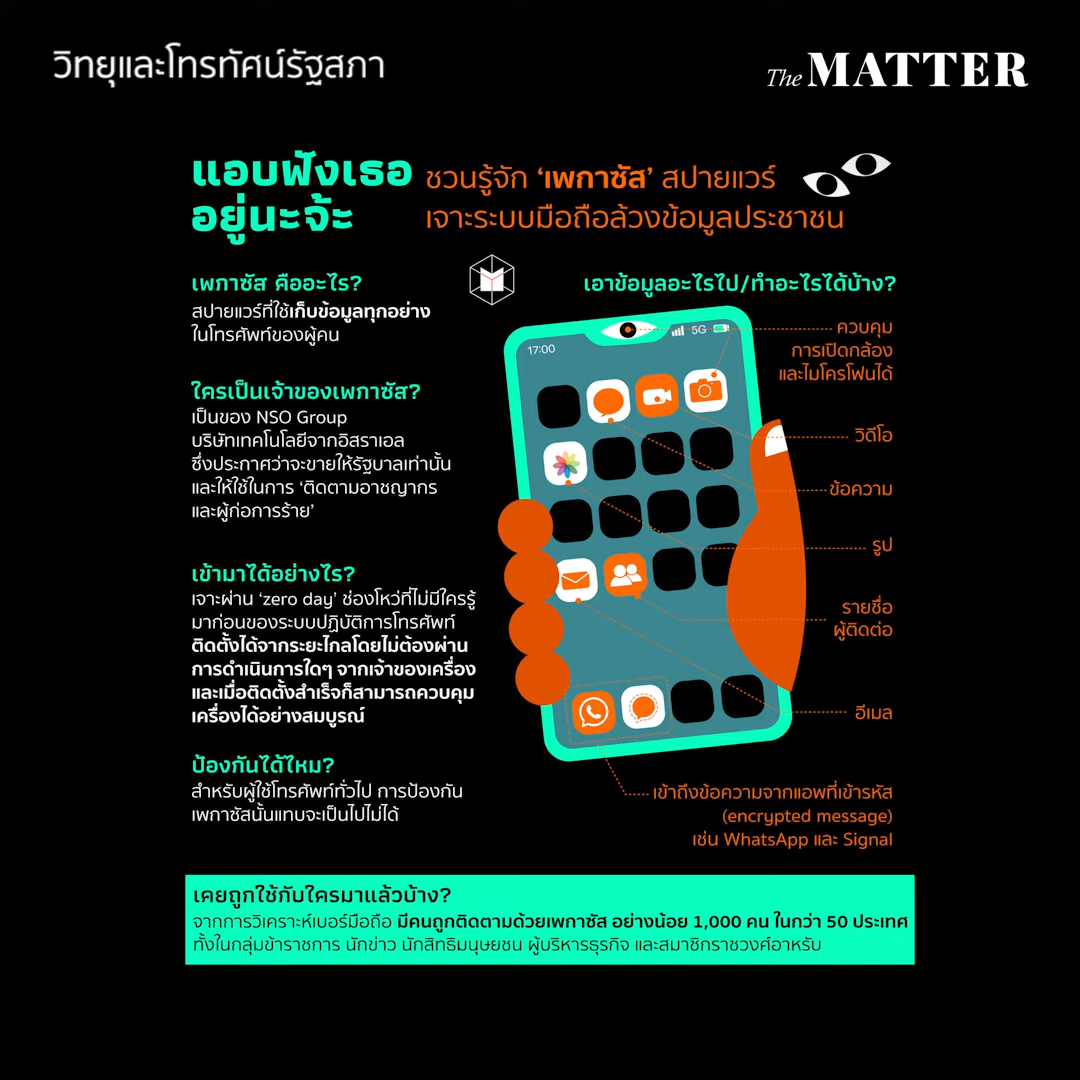 วิทยุและโทรทัศน์รัฐสภา
The MATTER
แอบฟังเธอ
อยู่นะจ้ะ
ชวนรู้จัก ‘เพกาซัส’ สปายแวร์
เจาะระบบมือถือล้วงข้อมูลประชาชน
เพกาซัส คืออะไร?
สปายแวร์ที่ใช้เก็บข้อมูลทุกอย่าง
ในโทรศัพท์ของผู้คน
ใครเป็นเจ้าของเพกาซัส?
เป็นของ NSO Group
บริษัทเทคโนโลยีจากอิสราเอล
ซึ่งประกาศว่าจะขายให้รัฐบาลเท่านั้น
และให้ใช้ในการ ‘ติดตามอาชญากร
และผู้ก่อการร้าย’
เข้ามาได้อย่างไร?
เจาะผ่าน ‘zero day’ ช่องโหว่ที่ไม่มีใครรู้
มาก่อนของระบบปฏิบัติการโทรศัพท์
ติดตั้งได้จากระยะไกลโดยไม่ต้องผ่าน
การดำเนินการใดๆ จากเจ้าของเครื่อง
และเมื่อติดตั้งสำเร็จก็สามารถควบคุม
เครื่องได้อย่างสมบูรณ์
ป้องกันได้ไหม?
สำหรับผู้ใช้โทรศัพท์ทั่วไป การป้องกัน
เพกาซัสนั้นแทบจะเป็นไปไม่ได้
เอาข้อมูลอะไรไป/ทำอะไรได้บ้าง?
17:00
5G
ควบคุม
การเปิดกล้อง
และไมโครโฟนได้
วิดีโอ
ข้อความ
รูป
รายชื่อ
ผู้ติดต่อ
อีเมล
เข้าถึงข้อความจากแอพที่เข้ารหัส
(encrypted message)
เช่น WhatsApp และ Signal
เคยถูกใช้กับใครมาแล้วบ้าง?
จากการวิเคราะห์เบอร์มือถือ มีคนถูกติดตามด้วยเพกาซัส อย่างน้อย 1,000 คน ในกว่า 50 ประเทศ
ทั้งในกลุ่มข้าราชการ นักข่าว นักสิทธิมนุษยชน ผู้บริหารธุรกิจ และสมาชิกราชวงศ์อาหรับ